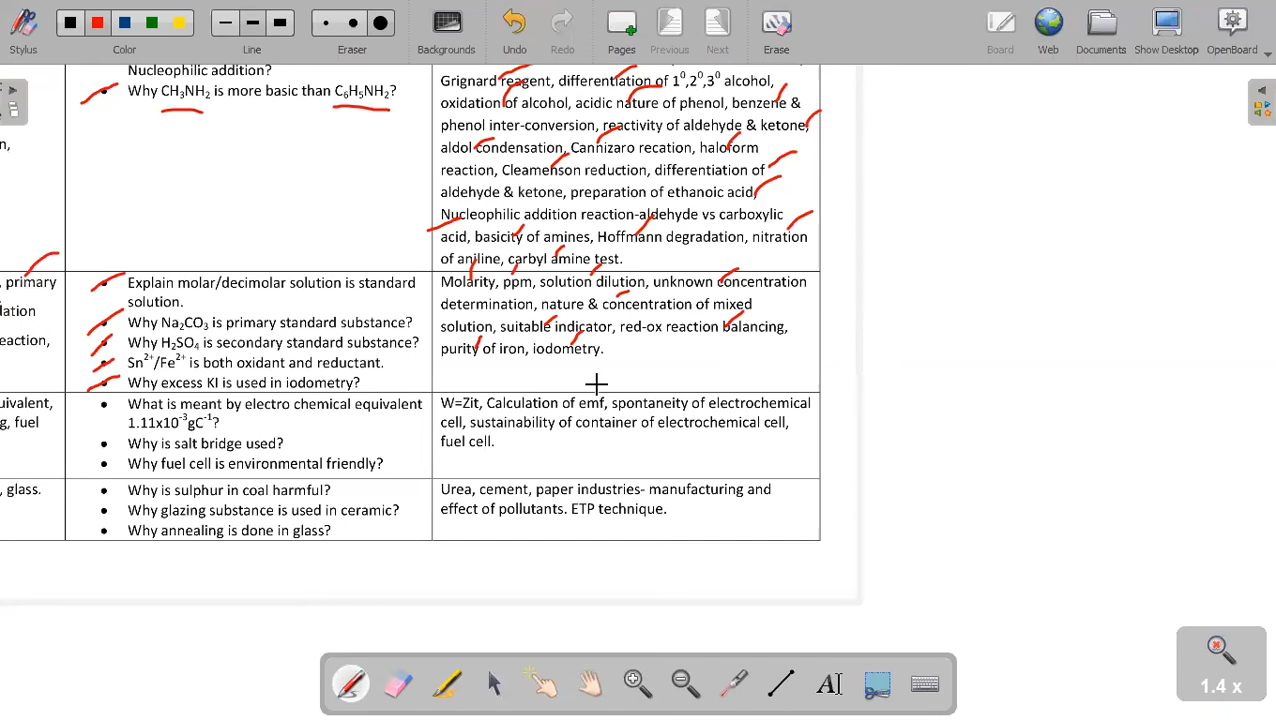 Stylus
Color
Line
Eraser
Backgrounds
Undo
Redo
Pages
Previous
Next
Erase
Board
Web
Documents
Show Desktop
OpenBoard
Nucleophilic addition?
• Why CH₃NH₂ is more basic than C₆H₅NH₂?
n,
Grignard reagent, differentiation of 1⁰,2⁰,3⁰ alcohol,
oxidation of alcohol, acidic nature of phenol, benzene &
phenol inter-conversion, reactivity of aldehyde & ketone,
aldol condensation, Cannizaro recation, haloform
reaction, Cleamenson reduction, differentiation of
aldehyde & ketone, preparation of ethanoic acid,
Nucleophilic addition reaction-aldehyde vs carboxylic
acid, basicity of amines, Hoffmann degradation, nitration
of aniline, carbyl amine test.
, primary
dation
eaction,
• Explain molar/decimolar solution is standard
solution.
• Why Na₂CO₃ is primary standard substance?
• Why H₂SO₄ is secondary standard substance?
• Sn²⁺/Fe²⁺ is both oxidant and reductant.
• Why excess KI is used in iodometry?
Molarity, ppm, solution dilution, unknown concentration
determination, nature & concentration of mixed
solution, suitable indicator, red-ox reaction balancing,
purity of iron, iodometry.
uivalent,
g, fuel
• What is meant by electro chemical equivalent
1.11x10⁻³gC⁻¹?
• Why is salt bridge used?
• Why fuel cell is environmental friendly?
W=Zit, Calculation of emf, spontaneity of electrochemical
cell, sustainability of container of electrochemical cell,
fuel cell.
, glass.
• Why is sulphur in coal harmful?
• Why glazing substance is used in ceramic?
• Why annealing is done in glass?
Urea, cement, paper industries- manufacturing and
effect of pollutants. ETP technique.
1.4 x